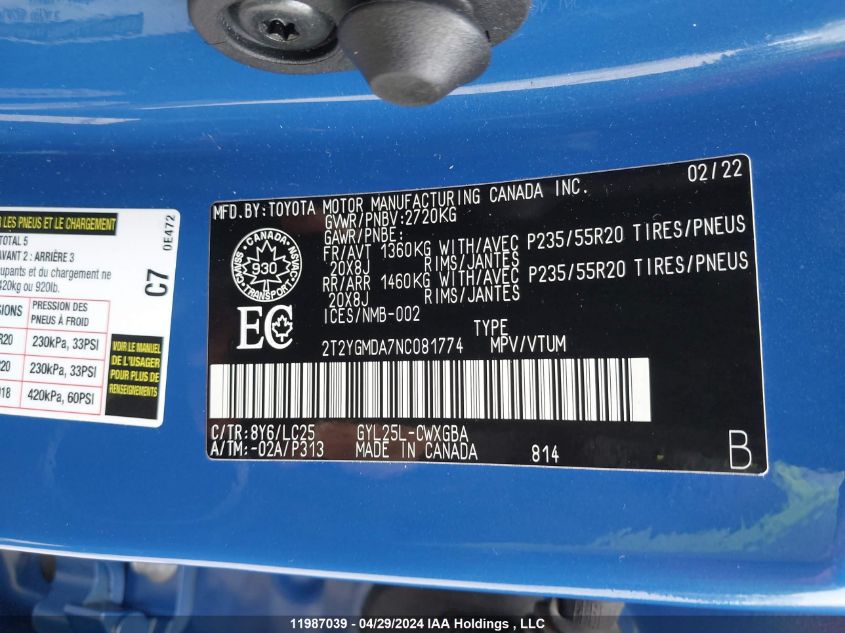 LES PNEUS ET LE CHARGEMENT
TOTAL 5
AVANT 2 : ARRIÈRE 3
ne
420kg ou 920lb.
PRESSION DES
PNEUS À FROID
230kPa, 33PSI
230kPa, 33PSI
420kPa, 60PSI
C7
0E472
VOIR LE MANUEL
DE L'USAGER
POUR PLUS DE
RENSEIGNEMENTS
MFD.BY:TOYOTA MOTOR MANUFACTURING CANADA INC. 02/22
GVWR/PNBV:2720KG
GAWR/PNBE:
FR/AVT 1360KG WITH/AVEC P235/55R20 TIRES/PNEUS
20X8J RIMS/JANTES
RR/ARR 1460KG WITH/AVEC P235/55R20 TIRES/PNEUS
20X8J RIMS/JANTES
ICES/NMB-002
CANADA
930
TRANSPORT
EC
TYPE
2T2YGMDA7NC081774 MPV/VTUM
C/TR:8Y6/LC25 GYL25L-CWXGBA
A/TM:-02A/P313 MADE IN CANADA 814 B
11987039 - 04/29/2024 IAA Holdings , LLC